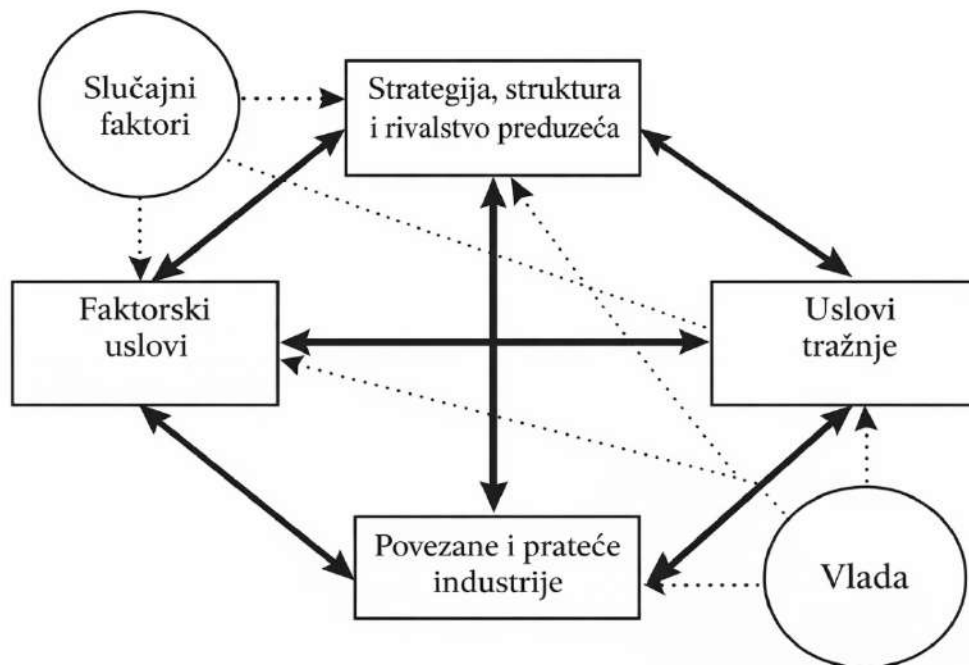 Slučajni
faktori
Strategija, struktura
i rivalstvo preduzeća
Faktorski
uslovi
Uslovi
tražnje
Povezane i prateće
industrije
Vlada